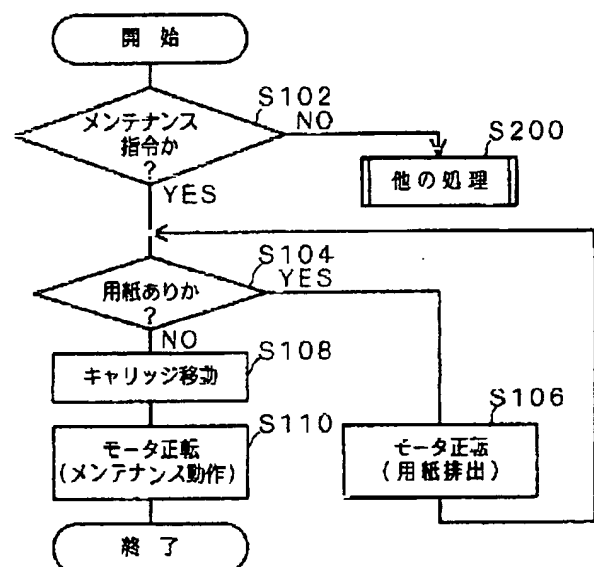 開始
S102
メンテナンス
指令か
?
NO
S200
他の処理
YES
S104
用紙ありか
?
YES
NO
S108
キャリッジ移動
S106
S110
モータ正転
(メンテナンス動作)
モータ正転
(用紙排出)
終了